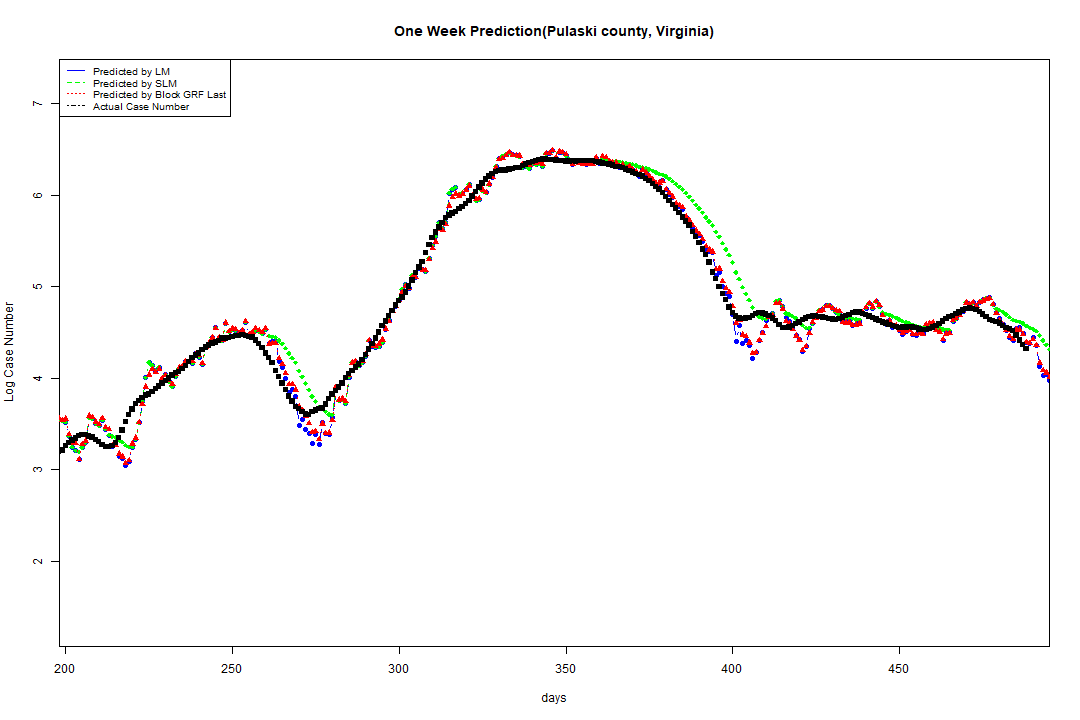 One Week Prediction(Pulaski county, Virginia)
Predicted by LM
Predicted by SLM
Predicted by Block GRF Last
Actual Case Number
7
6
5
4
3
2
Log Case Number
200 250 300 350 400 450
days